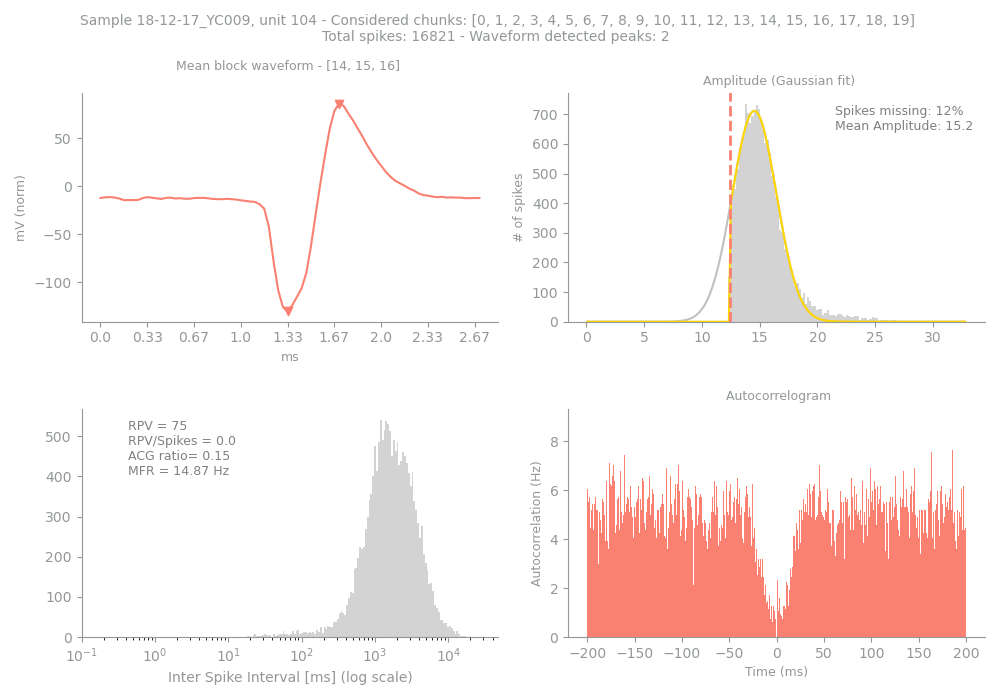 Sample 18-12-17_YC009, unit 104 - Considered chunks: [0, 1, 2, 3, 4, 5, 6, 7, 8, 9, 10, 11, 12, 13, 14, 15, 16, 17, 18, 19]
Total spikes: 16821 - Waveform detected peaks: 2
Mean block waveform - [14, 15, 16]
mV (norm)
50
0
−50
−100
0.0 0.33 0.67 1.0 1.33 1.67 2.0 2.33 2.67
ms
Amplitude (Gaussian fit)
Spikes missing: 12%
Mean Amplitude: 15.2
# of spikes
700
600
500
400
300
200
100
0
0 5 10 15 20 25 30
RPV = 75
RPV/Spikes = 0.0
ACG ratio= 0.15
MFR = 14.87 Hz
500
400
300
200
100
0
10⁻¹ 10⁰ 10¹ 10² 10³ 10⁴
Inter Spike Interval [ms] (log scale)
Autocorrelogram
Autocorrelation (Hz)
8
6
4
2
0
−200 −150 −100 −50 0 50 100 150 200
Time (ms)